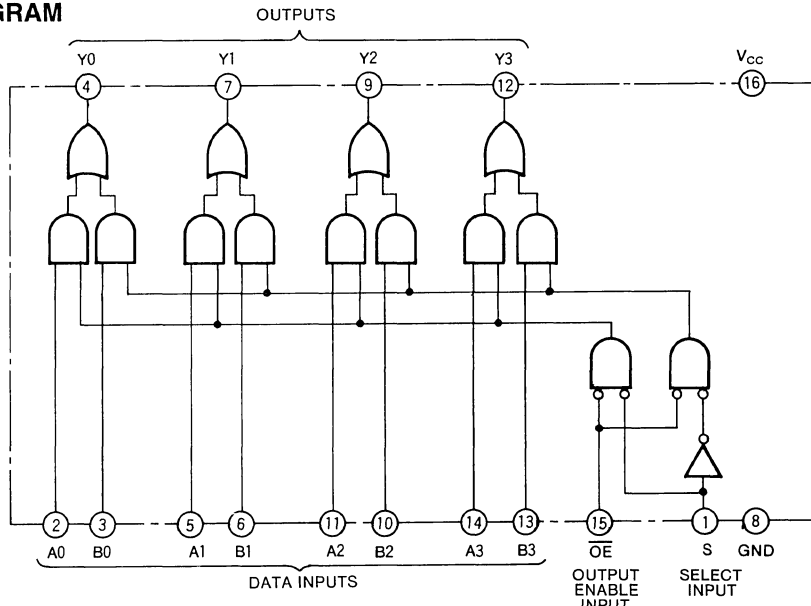 GRAM
OUTPUTS
Y0 Y1 Y2 Y3 VCC
4 7 9 12 16
2 3 5 6 11 10 14 13 15 1 8
A0 B0 A1 B1 A2 B2 A3 B3 O̅E̅ S GND
DATA INPUTS
OUTPUT ENABLE INPUT
SELECT INPUT